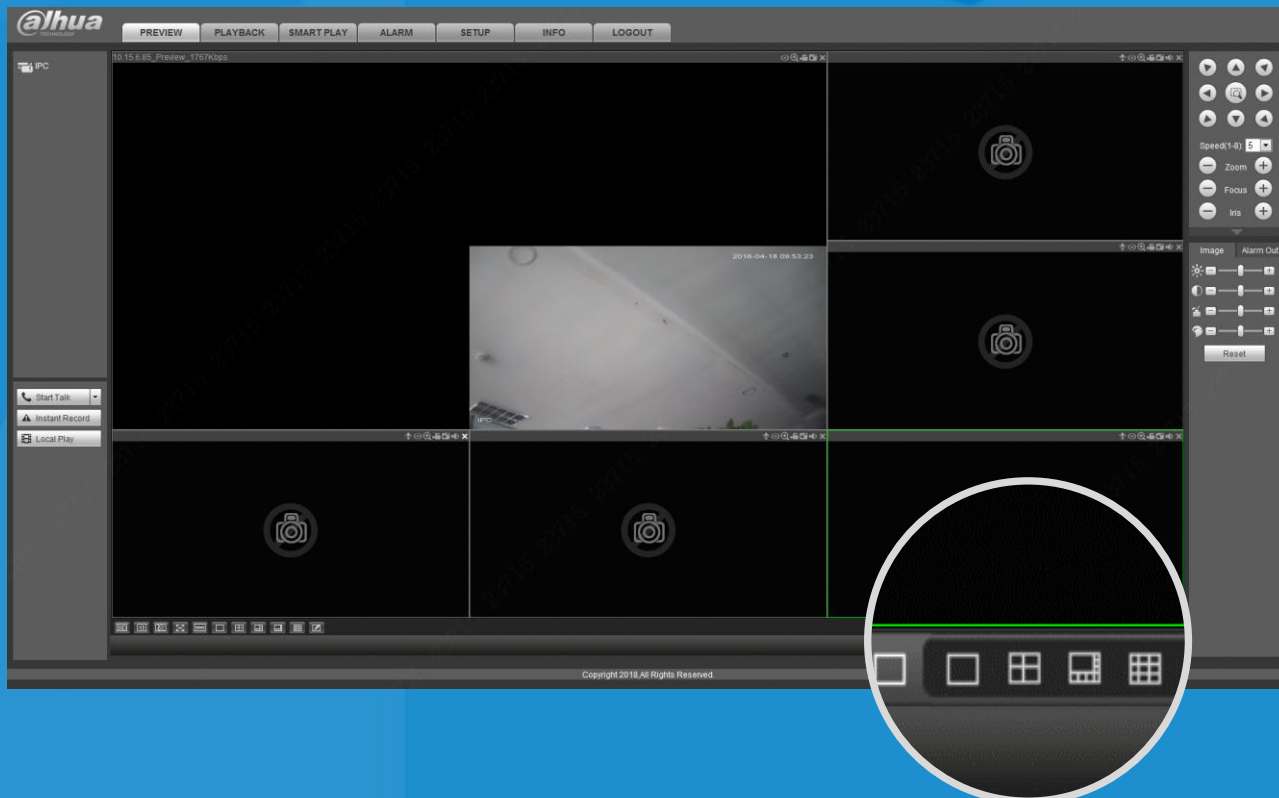 alhua
TECHNOLOGY
PREVIEW PLAYBACK SMART PLAY ALARM SETUP INFO LOGOUT
IPC
10.15.6.85_Preview_1767Kbps
2018-04-18 09:53:23
IPC
Speed(1-8): 5
Zoom
Focus
Iris
Image Alarm Out
Reset
Start Talk
Instant Record
Local Play
Copyright 2018,All Rights Reserved.